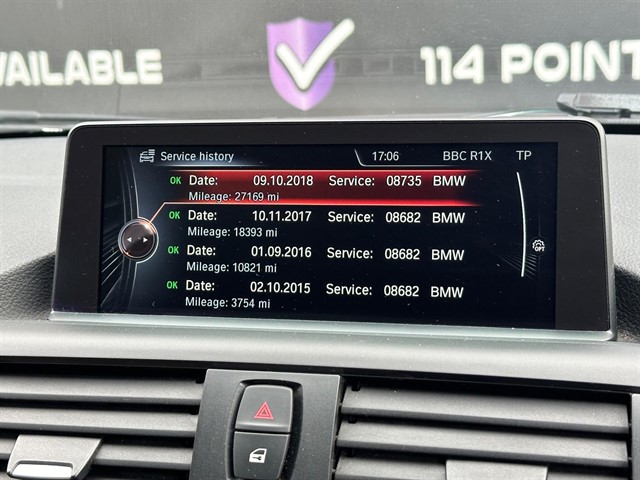 VAILABLE
114 POIN
Service history
17:06
BBC R1X
TP
OK Date: 09.10.2018 Service: 08735 BMW
Mileage: 27169 mi
OK Date: 10.11.2017 Service: 08682 BMW
Mileage: 18393 mi
OK Date: 01.09.2016 Service: 08682 BMW
Mileage: 10821 mi
OK Date: 02.10.2015 Service: 08682 BMW
Mileage: 3754 mi
OPT